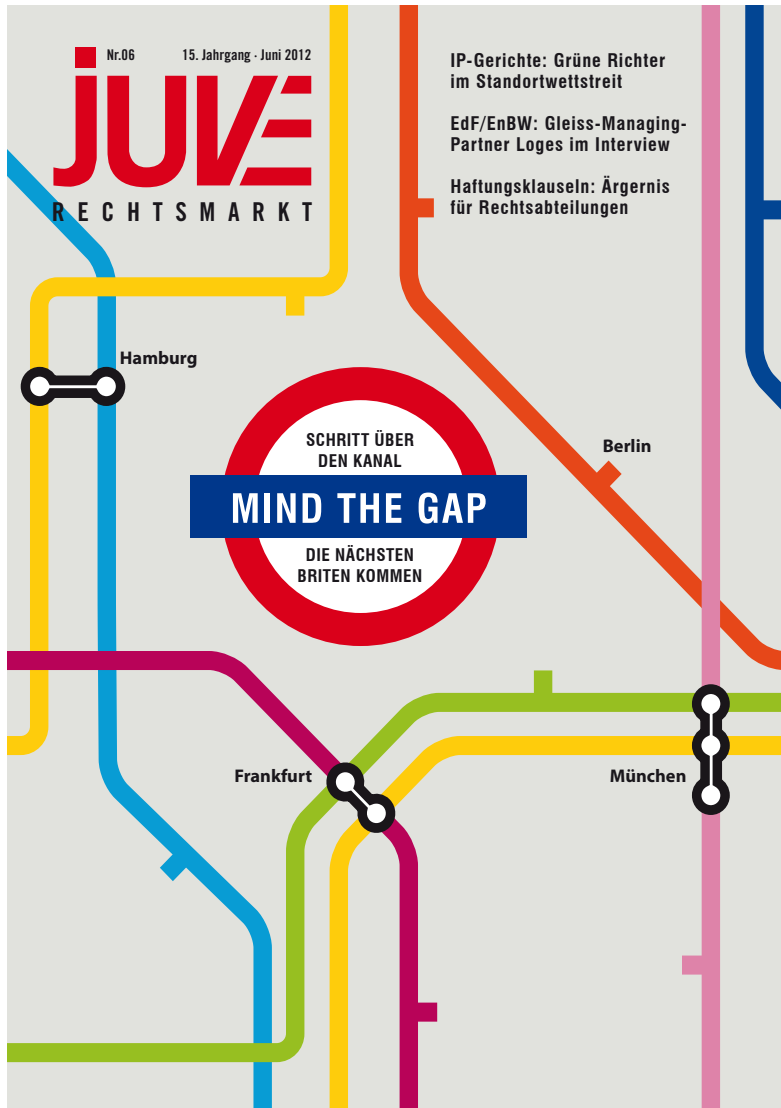 Nr.06 15. Jahrgang · Juni 2012
JUVE
RECHTSMARKT
IP-Gerichte: Grüne Richter
im Standortwettstreit
EdF/EnBW: Gleiss-Managing-
Partner Loges im Interview
Haftungsklauseln: Ärgernis
für Rechtsabteilungen
Hamburg
SCHRITT ÜBER
DEN KANAL
MIND THE GAP
DIE NÄCHSTEN
BRITEN KOMMEN
Berlin
Frankfurt
München